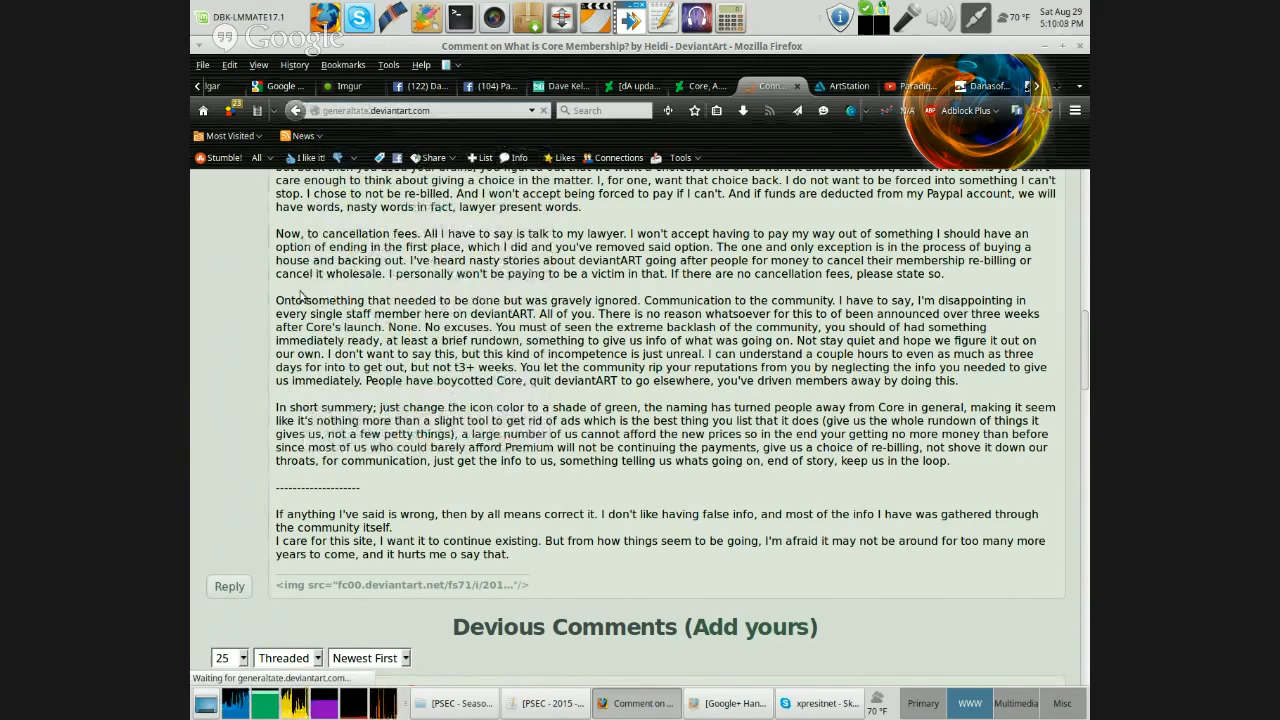 DBK-LMMATE17.1
70 °F
Sat Aug 29
5:10:08 PM
Google
Comment on What is Core Membership? by Heidi - DeviantArt - Mozilla Firefox
File Edit View History Bookmarks Tools Help
lgar
Google ...
Imgur
(122) Da...
(104) Pa...
Dave Kel...
[dA upda...
Core, A...
Conn...
ArtStation
Paradig...
Danasof...
23
generaltate.deviantart.com
Search
N/A
Adblock Plus
Most Visited
News
Stumble! All I like it! Share List Info Likes Connections Tools
care enough to think about giving a choice in the matter. I, for one, want that choice back. I do not want to be forced into something I can't
stop. I chose to not be re-billed. And I won't accept being forced to pay if I can't. And if funds are deducted from my Paypal account, we will
have words, nasty words in fact, lawyer present words.
Now, to cancellation fees. All I have to say is talk to my lawyer. I won't accept having to pay my way out of something I should have an
option of ending in the first place, which I did and you've removed said option. The one and only exception is in the process of buying a
house and backing out. I've heard nasty stories about deviantART going after people for money to cancel their membership re-billing or
cancel it wholesale. I personally won't be paying to be a victim in that. If there are no cancellation fees, please state so.
Onto something that needed to be done but was gravely ignored. Communication to the community. I have to say, I'm disappointing in
every single staff member here on deviantART. All of you. There is no reason whatsoever for this to of been announced over three weeks
after Core's launch. None. No excuses. You must of seen the extreme backlash of the community, you should of had something
immediately ready, at least a brief rundown, something to give us info of what was going on. Not stay quiet and hope we figure it out on
our own. I don't want to say this, but this kind of incompetence is just unreal. I can understand a couple hours to even as much as three
days for into to get out, but not t3+ weeks. You let the community rip your reputations from you by neglecting the info you needed to give
us immediately. People have boycotted Core, quit deviantART to go elsewhere, you've driven members away by doing this.
In short summery; just change the icon color to a shade of green, the naming has turned people away from Core in general, making it seem
like it's nothing more than a slight tool to get rid of ads which is the best thing you list that it does (give us the whole rundown of things it
gives us, not a few petty things), a large number of us cannot afford the new prices so in the end your getting no more money than before
since most of us who could barely afford Premium will not be continuing the payments, give us a choice of re-billing, not shove it down our
throats, for communication, just get the info to us, something telling us whats going on, end of story, keep us in the loop.
--------------------
If anything I've said is wrong, then by all means correct it. I don't like having false info, and most of the info I have was gathered through
the community itself.
I care for this site, I want it to continue existing. But from how things seem to be going, I'm afraid it may not be around for too many more
years to come, and it hurts me o say that.
Reply
<img src="fc00.deviantart.net/fs71/i/201..."/>
Devious Comments (Add yours)
25 Threaded Newest First
Waiting for generaltate.deviantart.com...
[PSEC - Seaso...
[PSEC - 2015 -...
Comment on ...
[Google+ Han...
xpresitnet - Sk...
70 °F
Primary
WWW
Multimedia
Misc